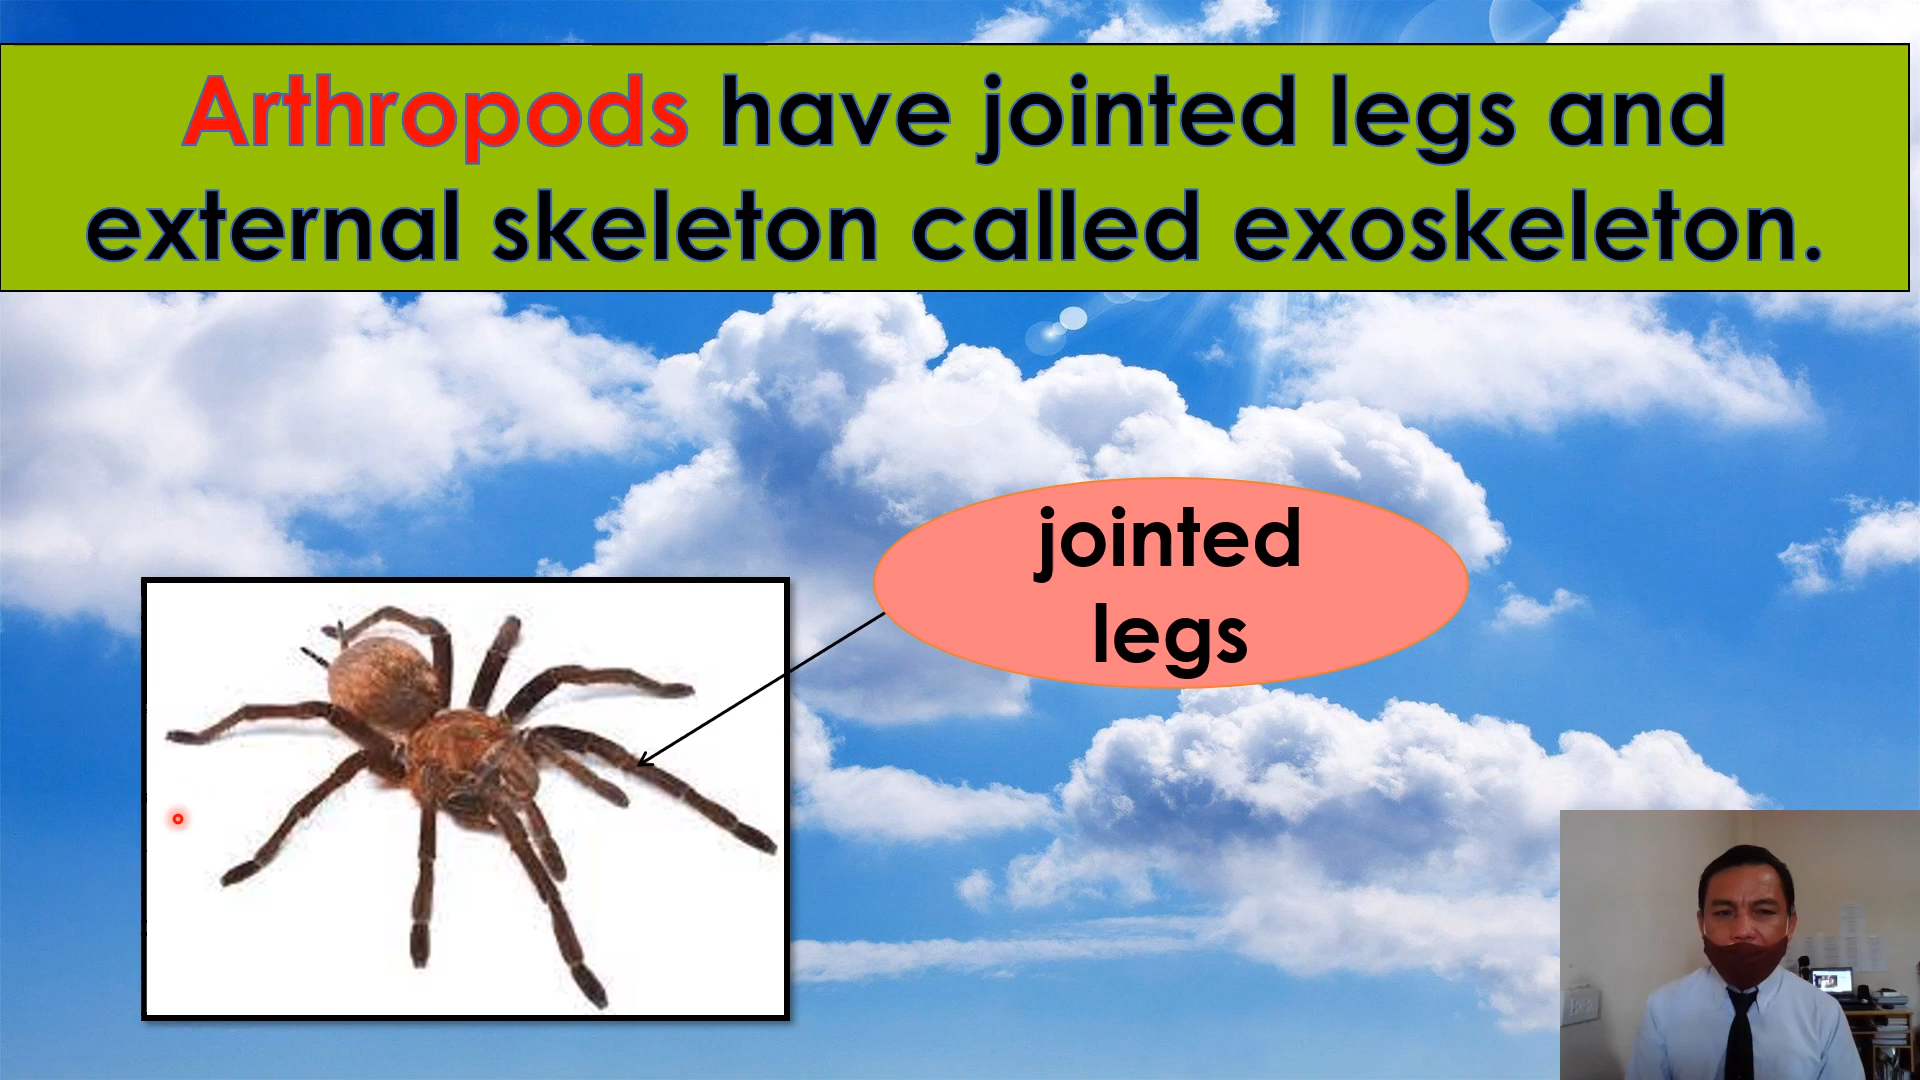 Arthropods have jointed legs and
external skeleton called exoskeleton.
jointed
legs